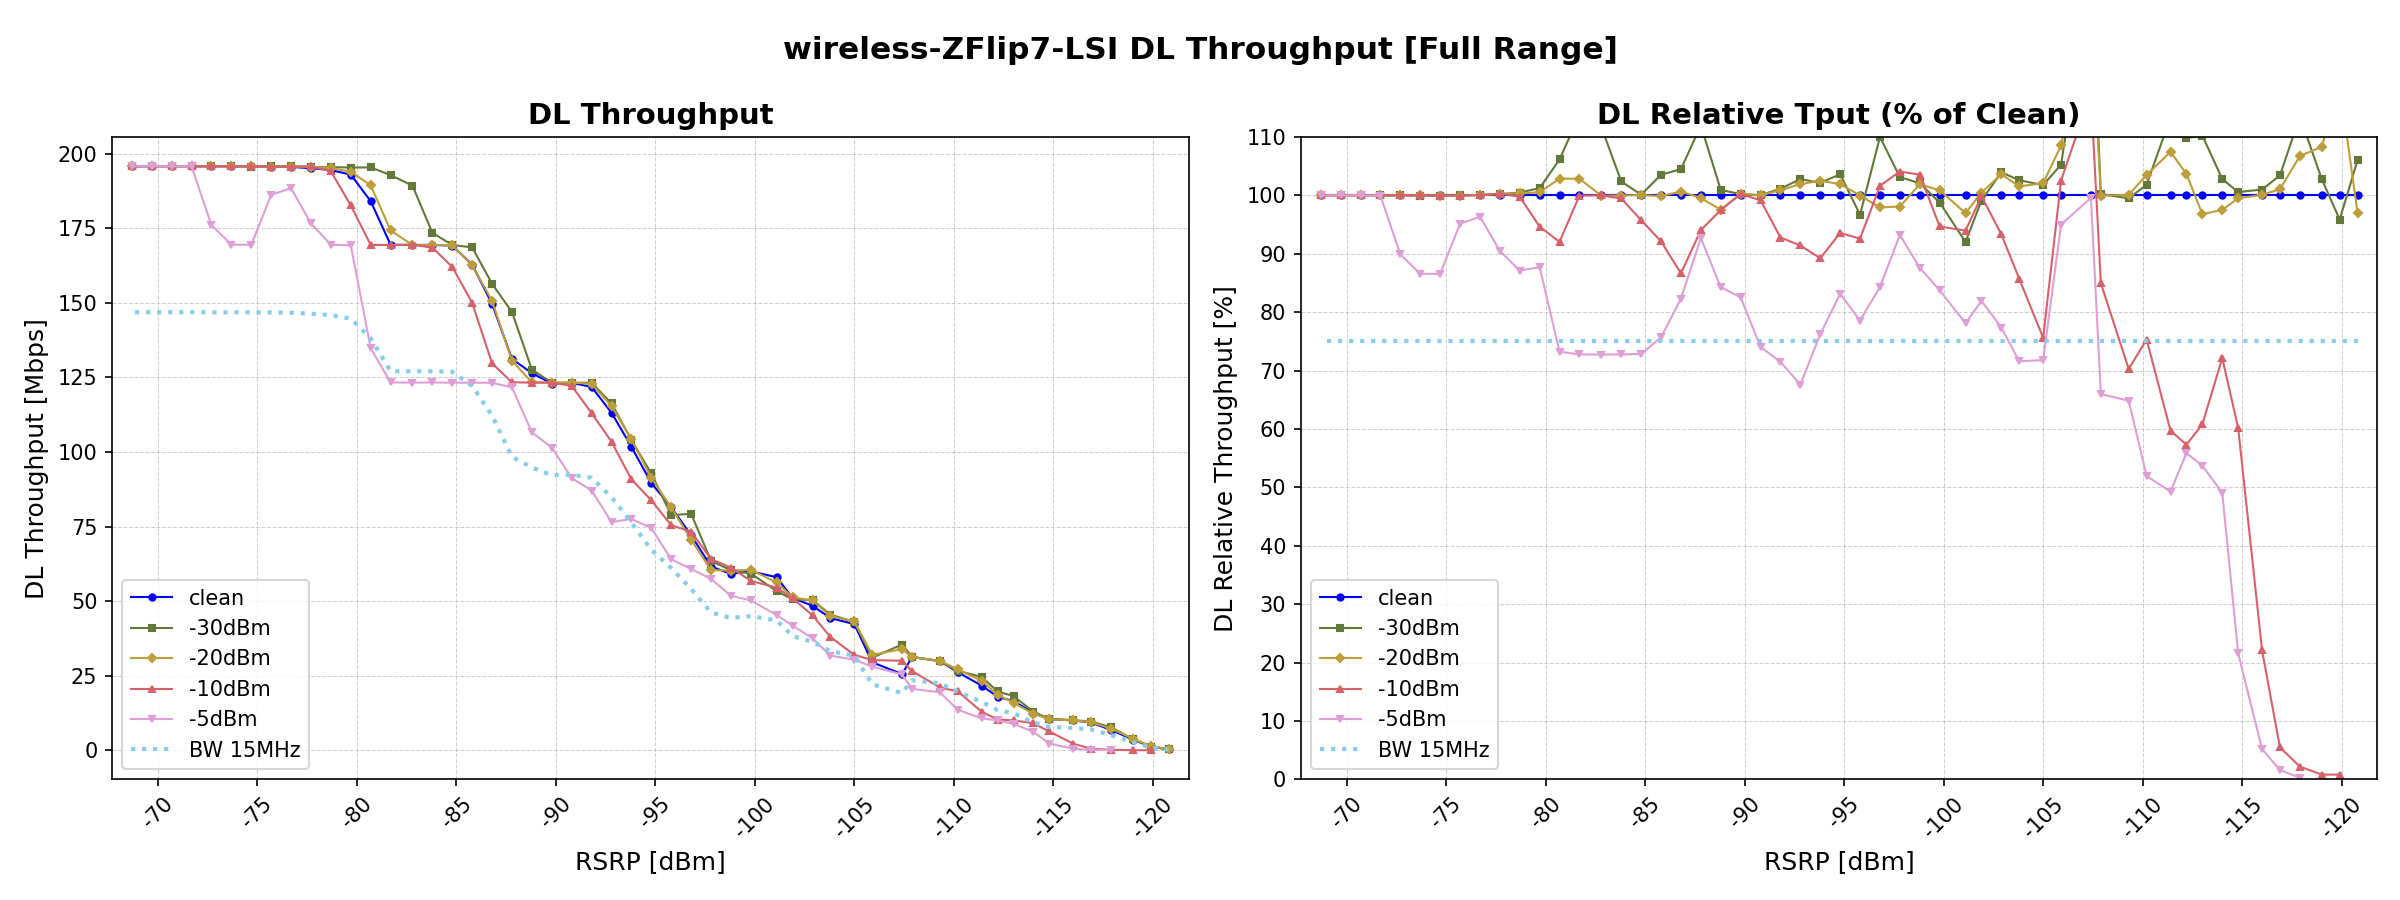 wireless-ZFlip7-LSI DL Throughput [Full Range]
DL Throughput
DL Throughput [Mbps]
200
175
150
125
100
75
50
25
0
clean
-30dBm
-20dBm
-10dBm
-5dBm
BW 15MHz
-70
-75
-80
-85
-90
-95
-100
-105
-110
-115
-120
RSRP [dBm]
DL Relative Tput (% of Clean)
DL Relative Throughput [%]
110
100
90
80
70
60
50
40
30
20
10
0
clean
-30dBm
-20dBm
-10dBm
-5dBm
BW 15MHz
-70
-75
-80
-85
-90
-95
-100
-105
-110
-115
-120
RSRP [dBm]